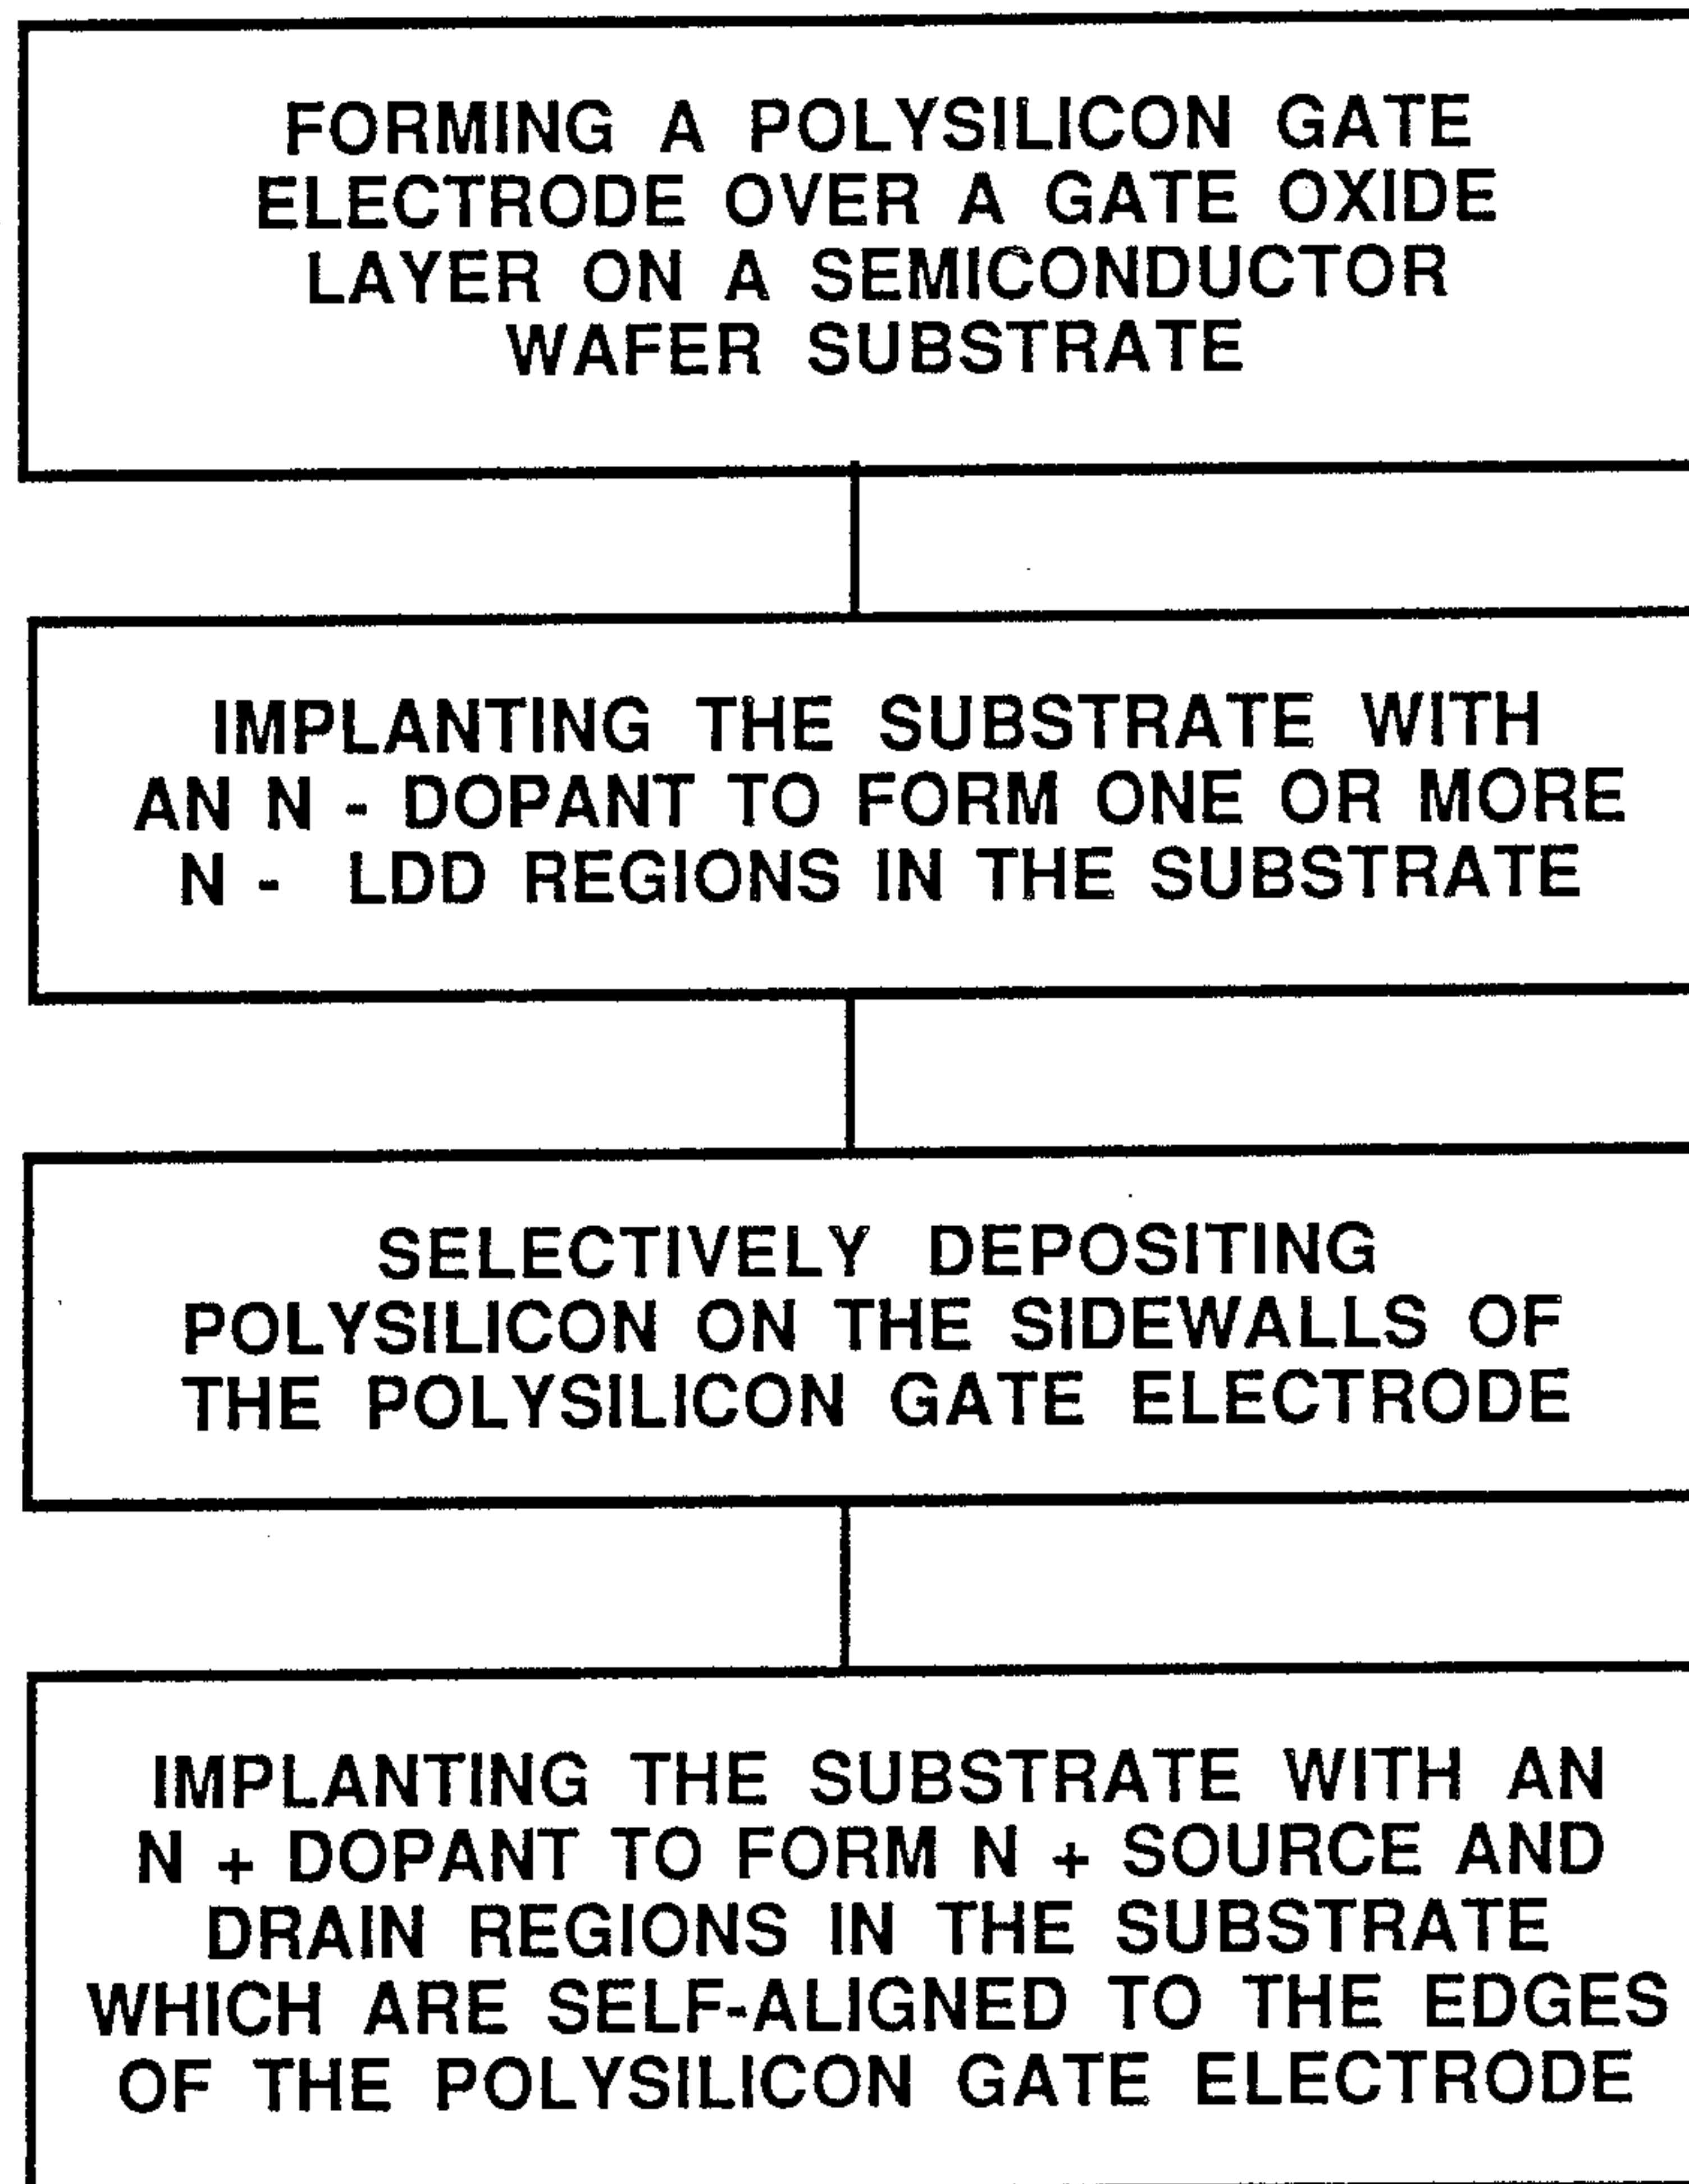 FORMING A POLYSILICON GATE
ELECTRODE OVER A GATE OXIDE
LAYER ON A SEMICONDUCTOR
WAFER SUBSTRATE
IMPLANTING THE SUBSTRATE WITH
AN N - DOPANT TO FORM ONE OR MORE
N - LDD REGIONS IN THE SUBSTRATE
SELECTIVELY DEPOSITING
POLYSILICON ON THE SIDEWALLS OF
THE POLYSILICON GATE ELECTRODE
IMPLANTING THE SUBSTRATE WITH AN
N + DOPANT TO FORM N + SOURCE AND
DRAIN REGIONS IN THE SUBSTRATE
WHICH ARE SELF-ALIGNED TO THE EDGES
OF THE POLYSILICON GATE ELECTRODE